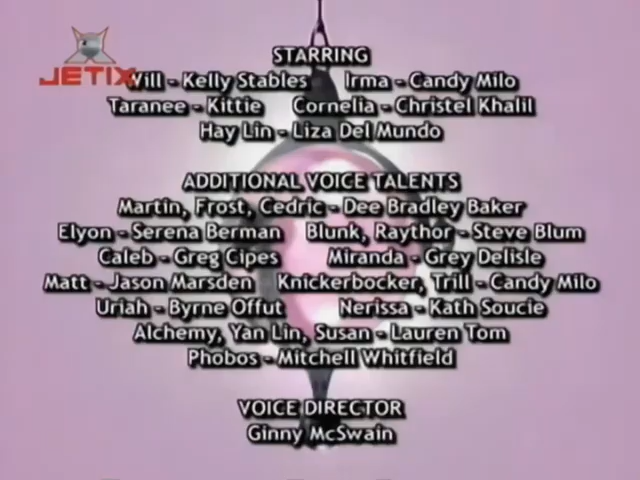 STARRING
JETIX
Will - Kelly Stables Irma - Candy Milo
Taranee - Kittie Cornelia - Christel Khalil
Hay Lin - Liza Del Mundo
ADDITIONAL VOICE TALENTS
Martin, Frost, Cedric - Dee Bradley Baker
Elyon - Serena Berman Blunk, Raythor - Steve Blum
Caleb - Greg Cipes Miranda - Grey Delisle
Matt - Jason Marsden Knickerbocker, Trill - Candy Milo
Uriah - Byrne Offut Nerissa - Kath Soucie
Alchemy, Yan Lin, Susan - Lauren Tom
Phobos - Mitchell Whitfield
VOICE DIRECTOR
Ginny McSwain